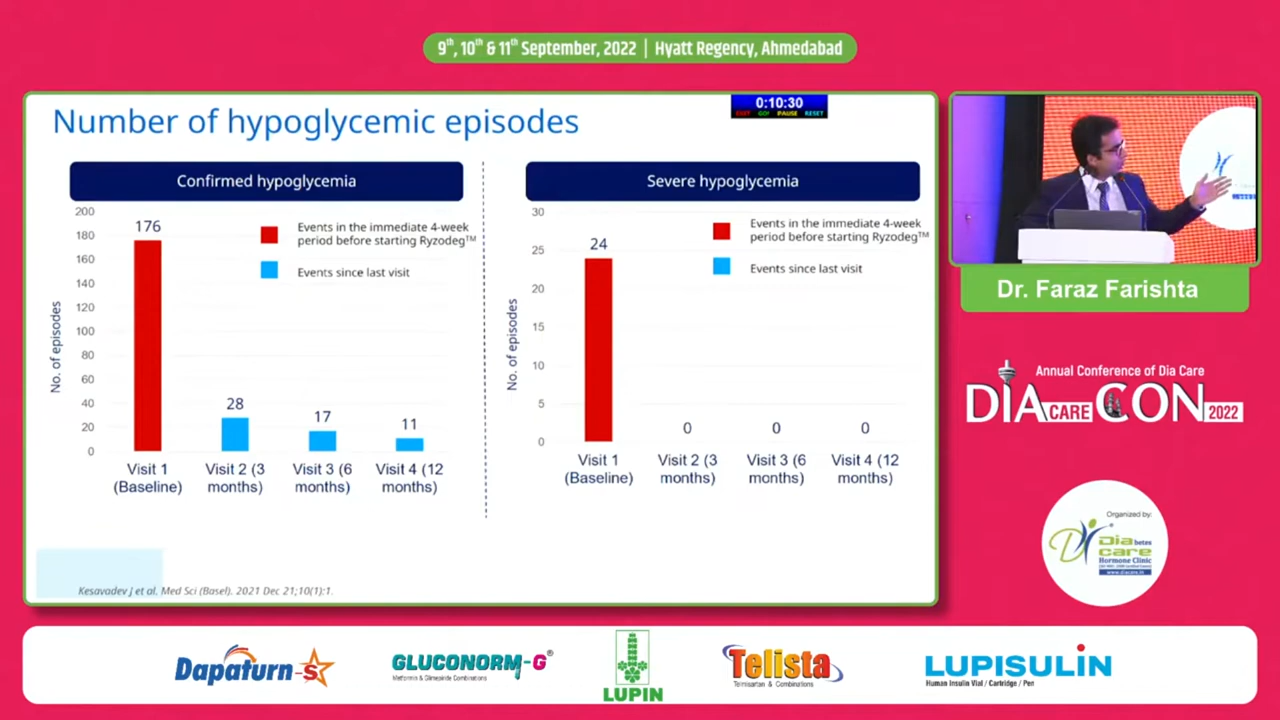 9th, 10th & 11th September, 2022 | Hyatt Regency, Ahmedabad
Number of hypoglycemic episodes
0:10:30
EXIT GO! PAUSE RESET
Confirmed hypoglycemia
No. of episodes
200
180
160
140
120
100
80
60
40
20
0
176
28
17
11
Events in the immediate 4-week
period before starting Ryzodeg™
Events since last visit
Visit 1
(Baseline)
Visit 2 (3
months)
Visit 3 (6
months)
Visit 4 (12
months)
Severe hypoglycemia
No. of episodes
30
25
20
15
10
5
0
24
0
0
0
Events in the immediate 4-week
period before starting Ryzodeg™
Events since last visit
Visit 1
(Baseline)
Visit 2 (3
months)
Visit 3 (6
months)
Visit 4 (12
months)
Kesavadev J et al. Med Sci (Basel). 2021 Dec 21;10(1):1.
Dr. Faraz Farishta
Annual Conference of Dia Care
DIA CARE CON 2022
Organized by:
Diabetes
care
Hormone Clinic
www.diacare.in
Dapaturn-S
GLUCONORM-G®
Metformin & Glimepiride Combinations
LUPIN
Telista
Telmisartan & Combinations
LUPISULIN
Human Insulin Vial / Cartridge / Pen